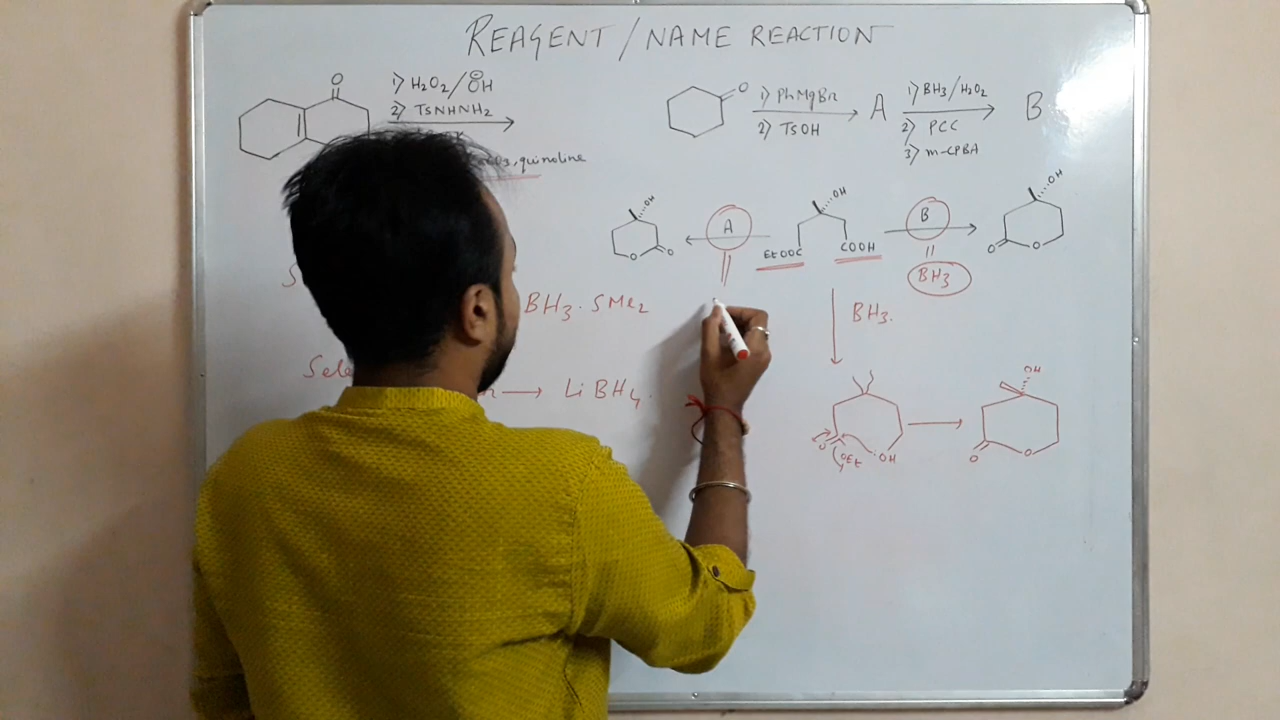 REAGENT / NAME REACTION
O
1) H2O2/⊖OH
2) TsNHNH2
, quinoline
O
1) PhMgBr
2) TsOH
A
1) BH3/H2O2
2) PCC
3) m-CPBA
B
OH
O
O
A
OH
EtOOC
COOH
B
BH3
OH
O
O
S
BH3.SMe2
BH3.
Sele
LiBH4.
O
OEt
OH
OH
O
O